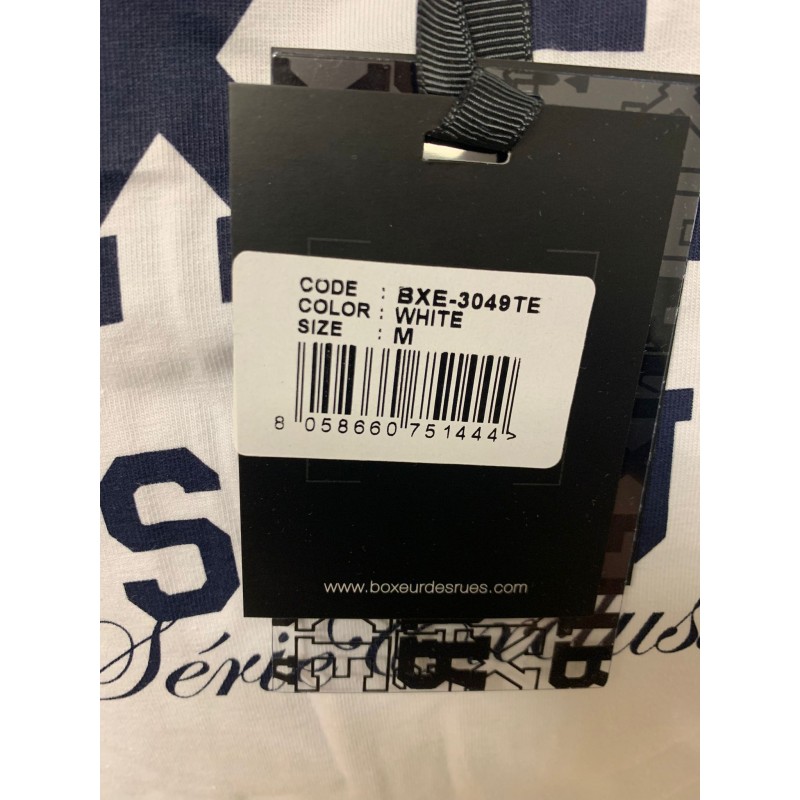 CODE : BXE-3049TE
COLOR : WHITE
SIZE : M
8 058660 751444 >
www.boxeurdesrues.com
S
Série